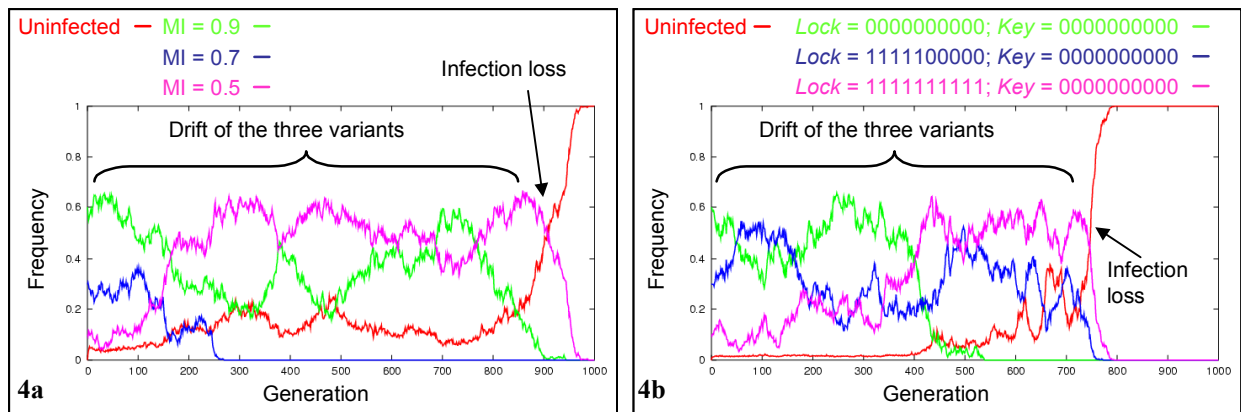 Uninfected
MI = 0.9
MI = 0.7
MI = 0.5
Infection loss
Drift of the three variants
1
0.8
0.6
0.4
0.2
0
Frequency
0 100 200 300 400 500 600 700 800 900 1000
Generation
4a
Uninfected
Lock = 0000000000; Key = 0000000000
Lock = 1111100000; Key = 0000000000
Lock = 1111111111; Key = 0000000000
Drift of the three variants
Infection
loss
1
0.8
0.6
0.4
0.2
0
Frequency
0 100 200 300 400 500 600 700 800 900 1000
Generation
4b